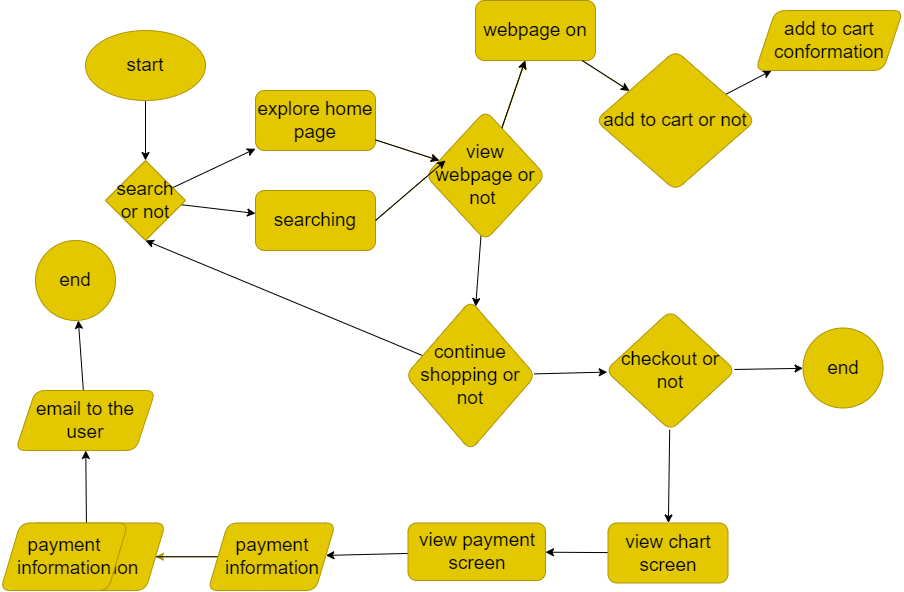 webpage on
add to cart
conformation
start
explore home
page
add to cart or not
view
webpage or
not
search
or not
searching
end
continue
shopping or
not
checkout or
not
end
email to the
user
payment
information
ion
payment
information
view payment
screen
view chart
screen